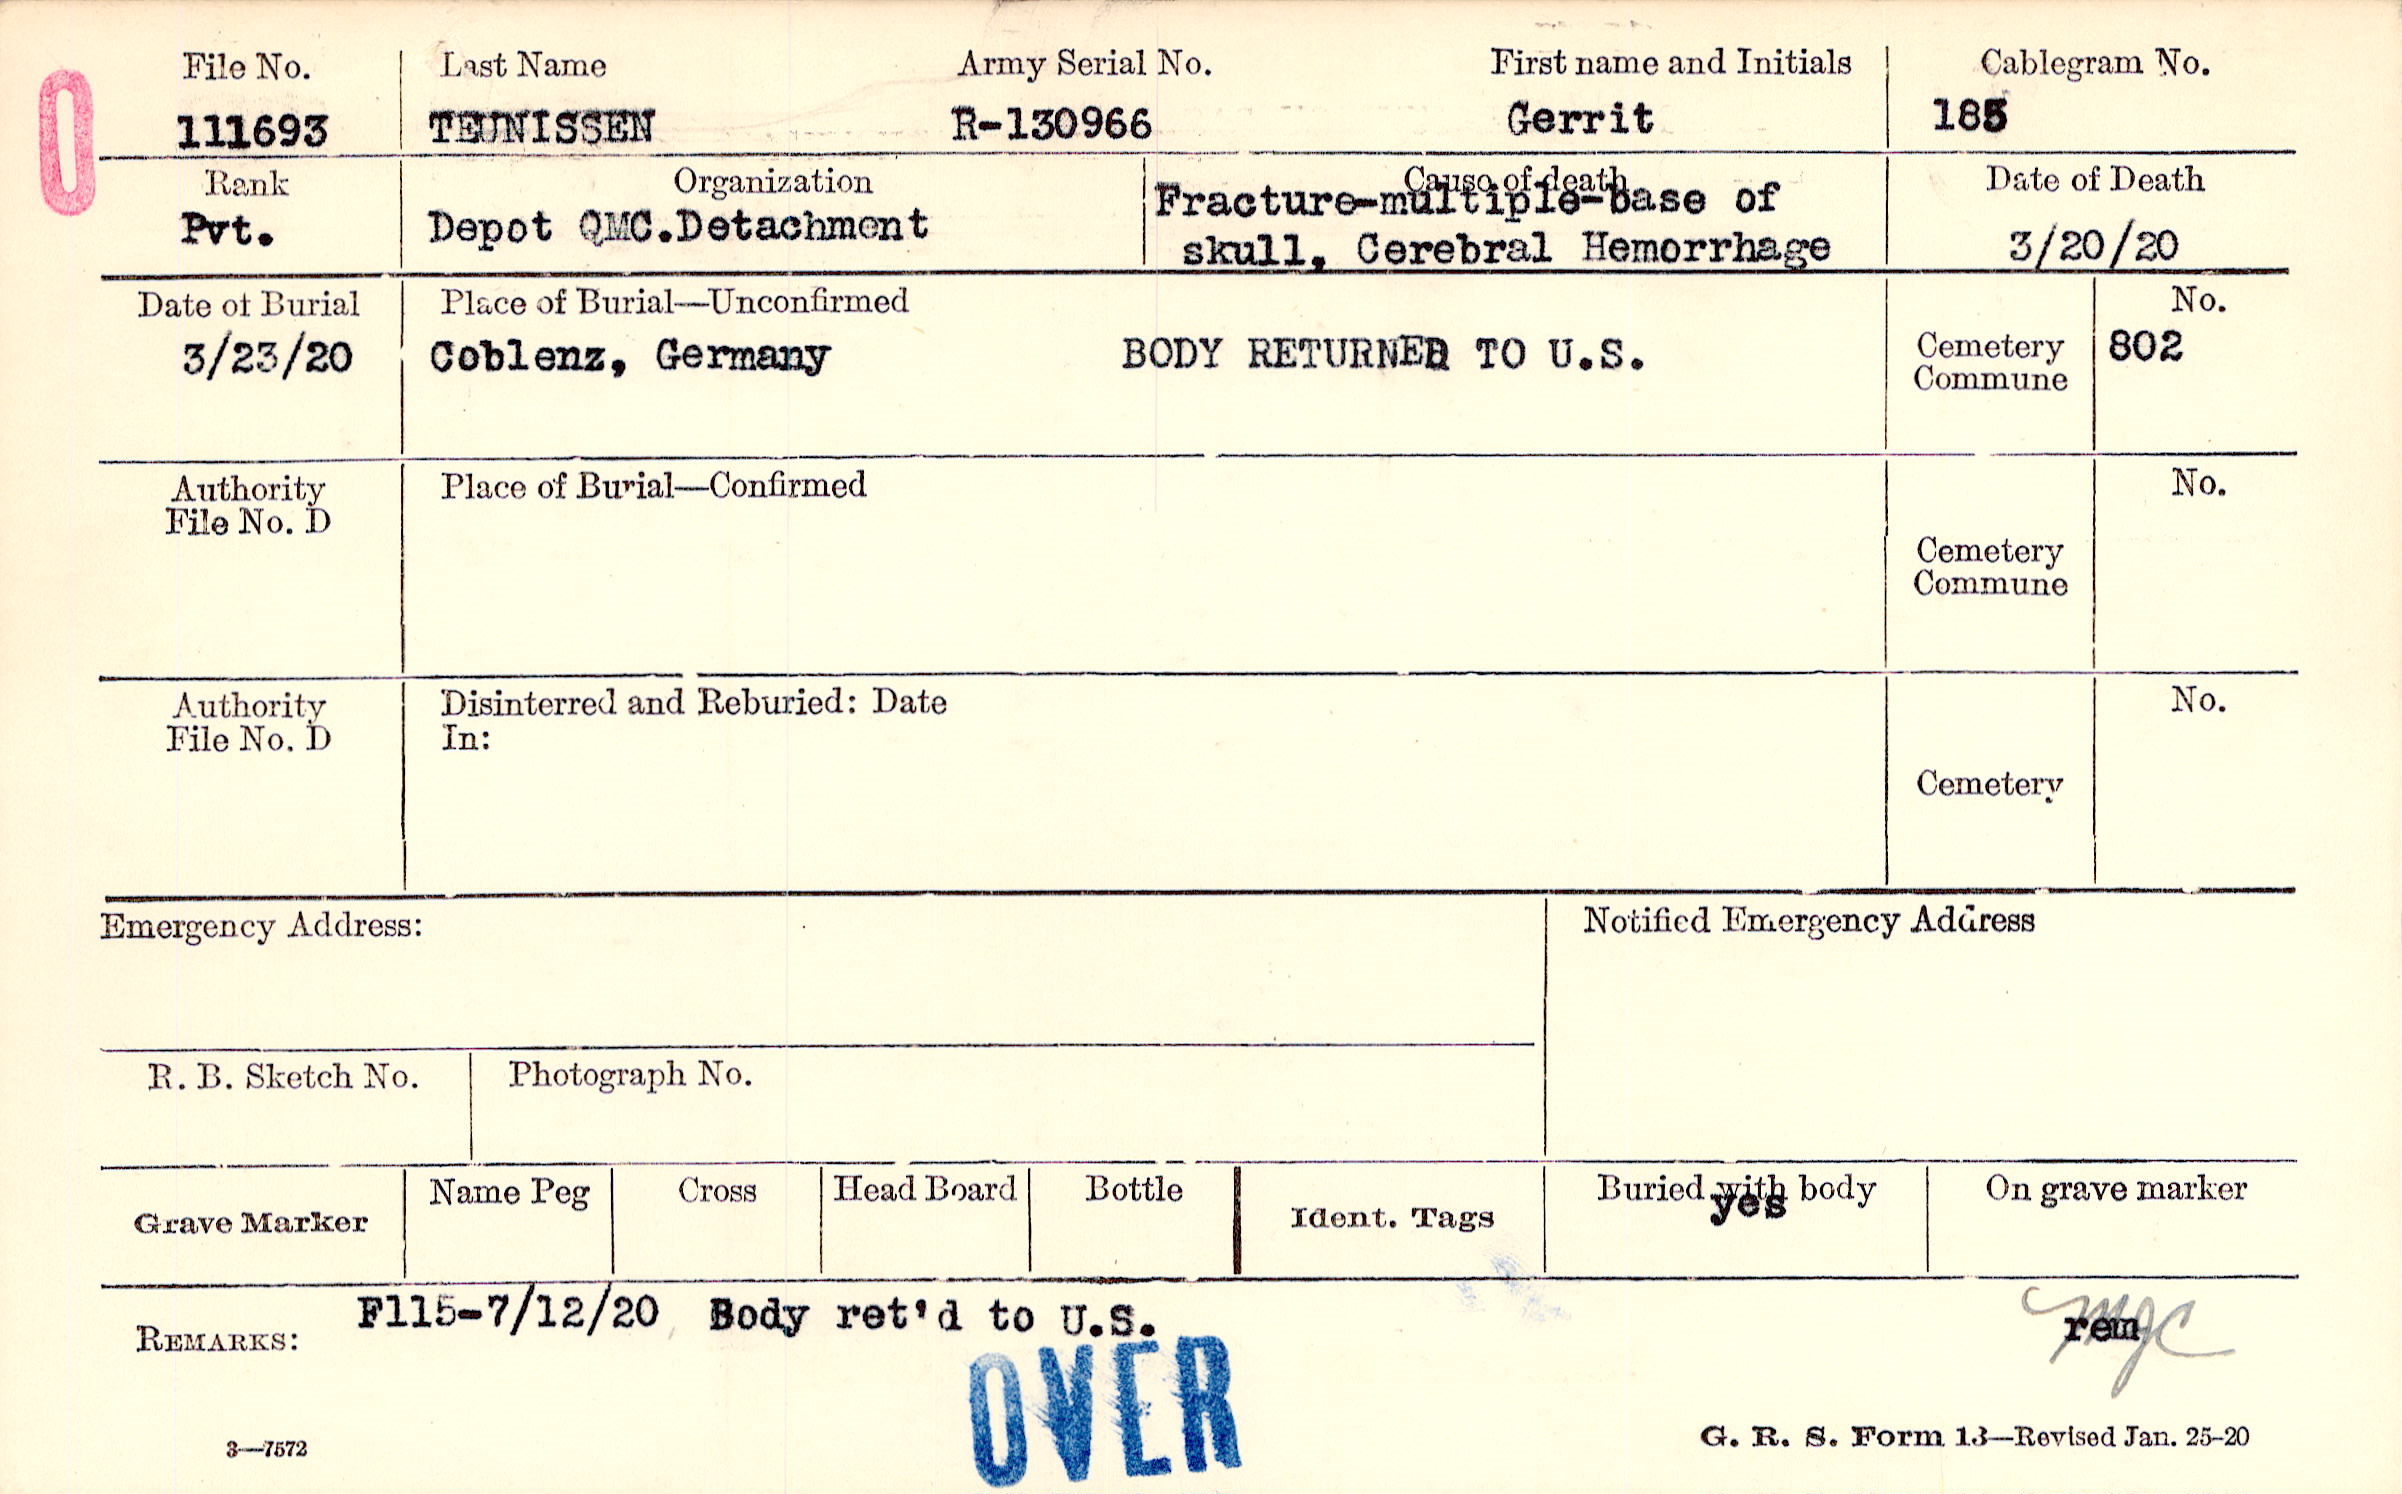 File No. Last Name Army Serial No. First name and Initials Cablegram No.
O
111693 TEUNISSEN R-130966 Gerrit 185
Rank Organization Cause of death Date of Death
Pvt. Depot QMC.Detachment Fracture-multiple-base of skull, Cerebral Hemorrhage 3/20/20
Date of Burial Place of Burial—Unconfirmed No.
3/23/20 Coblenz, Germany BODY RETURNED TO U.S. Cemetery 802
Commune
Authority Place of Burial—Confirmed No.
File No. D
Cemetery
Commune
Authority Disinterred and Reburied: Date No.
File No. D In:
Cemetery
Emergency Address: Notified Emergency Address
R. B. Sketch No. Photograph No.
Name Peg Cross Head Board Bottle Buried with body On grave marker
Grave Marker Ident. Tags yes
F115-7/12/20 Body ret'd to U.S.
REMARKS: rem
MJC
OVER
3—7572 G. R. S. Form 13—Revised Jan. 25-20